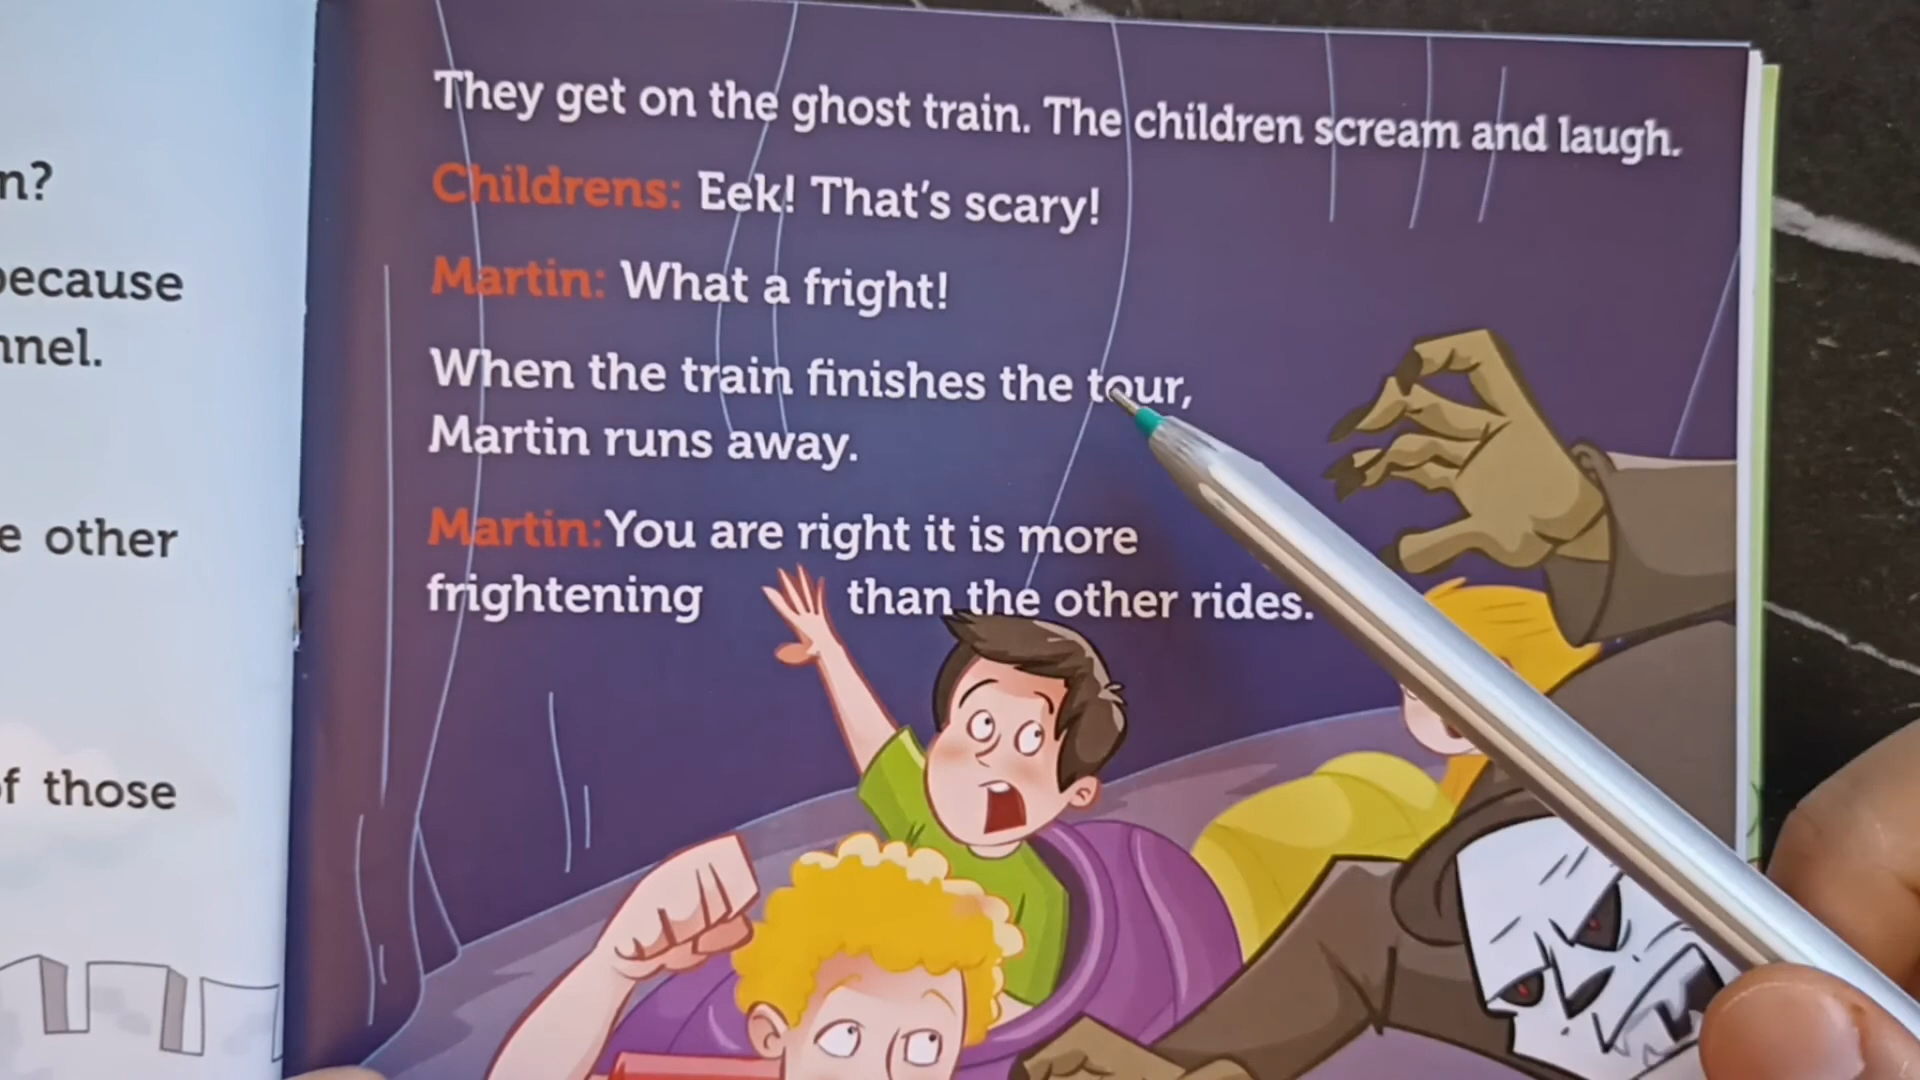 n?
because
nnel.
e other
of those
They get on the ghost train. The children scream and laugh.
Childrens: Eek! That's scary!
Martin: What a fright!
When the train finishes the tour,
Martin runs away.
Martin:You are right it is more
frightening than the other rides.